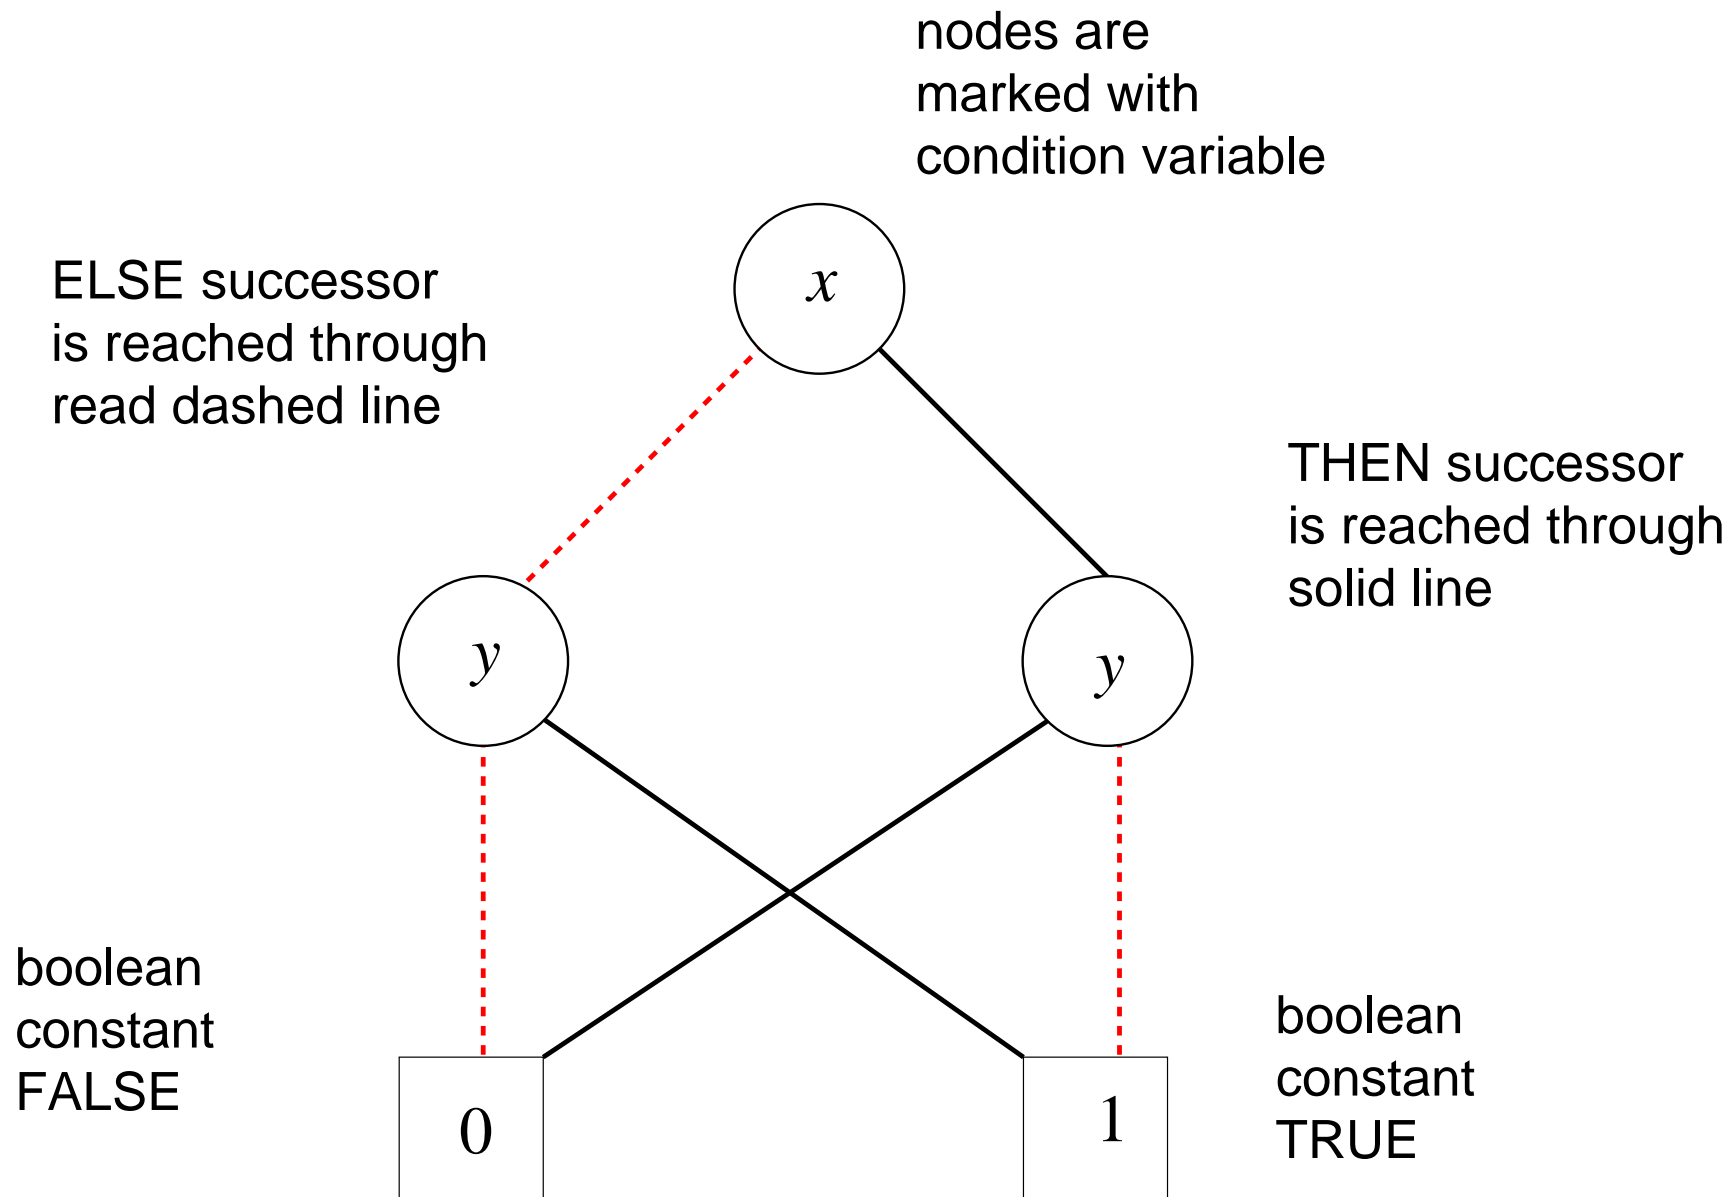 nodes are
marked with
condition variable
ELSE successor
is reached through
read dashed line
x
THEN successor
is reached through
solid line
y
y
boolean
constant
FALSE
boolean
constant
TRUE
0
1